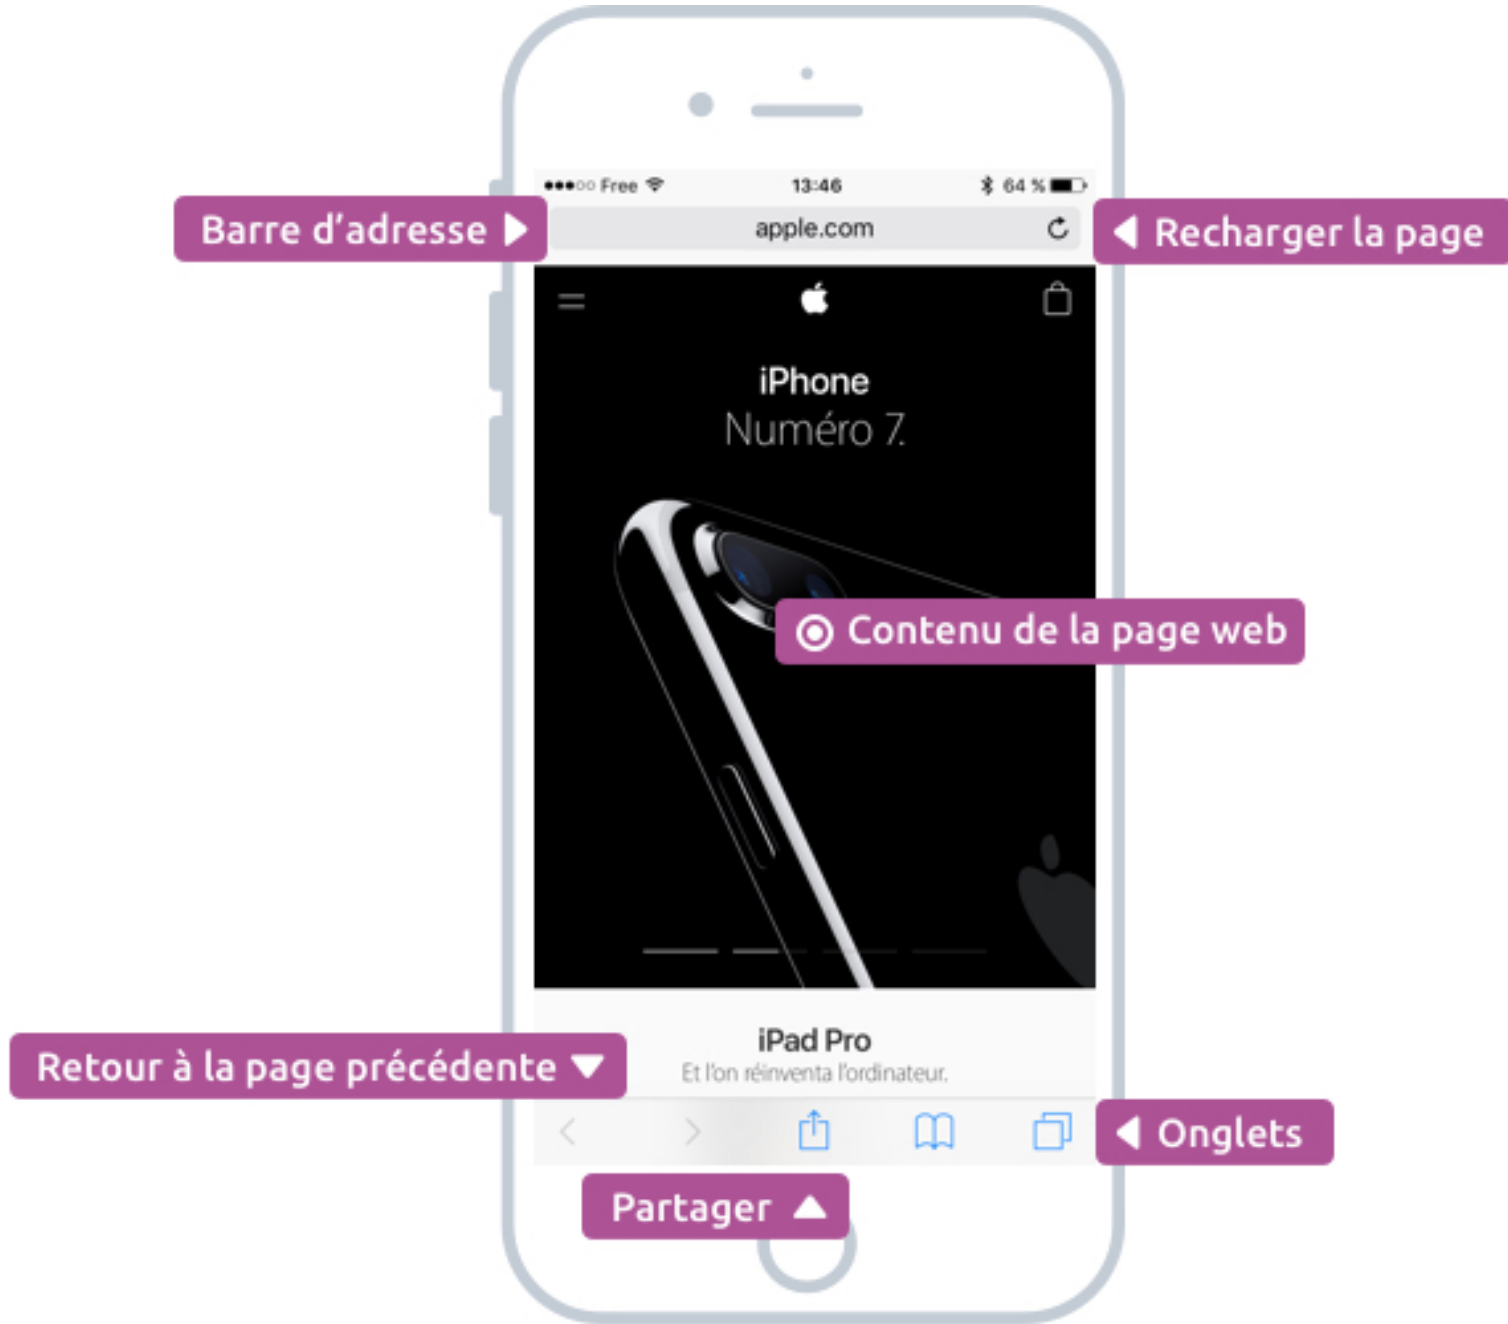 Free 13:46 64 %
Barre d'adresse
apple.com
Recharger la page
iPhone
Numéro 7.
Contenu de la page web
Retour à la page précédente
iPad Pro
Et l'on réinventa l'ordinateur.
Onglets
Partager